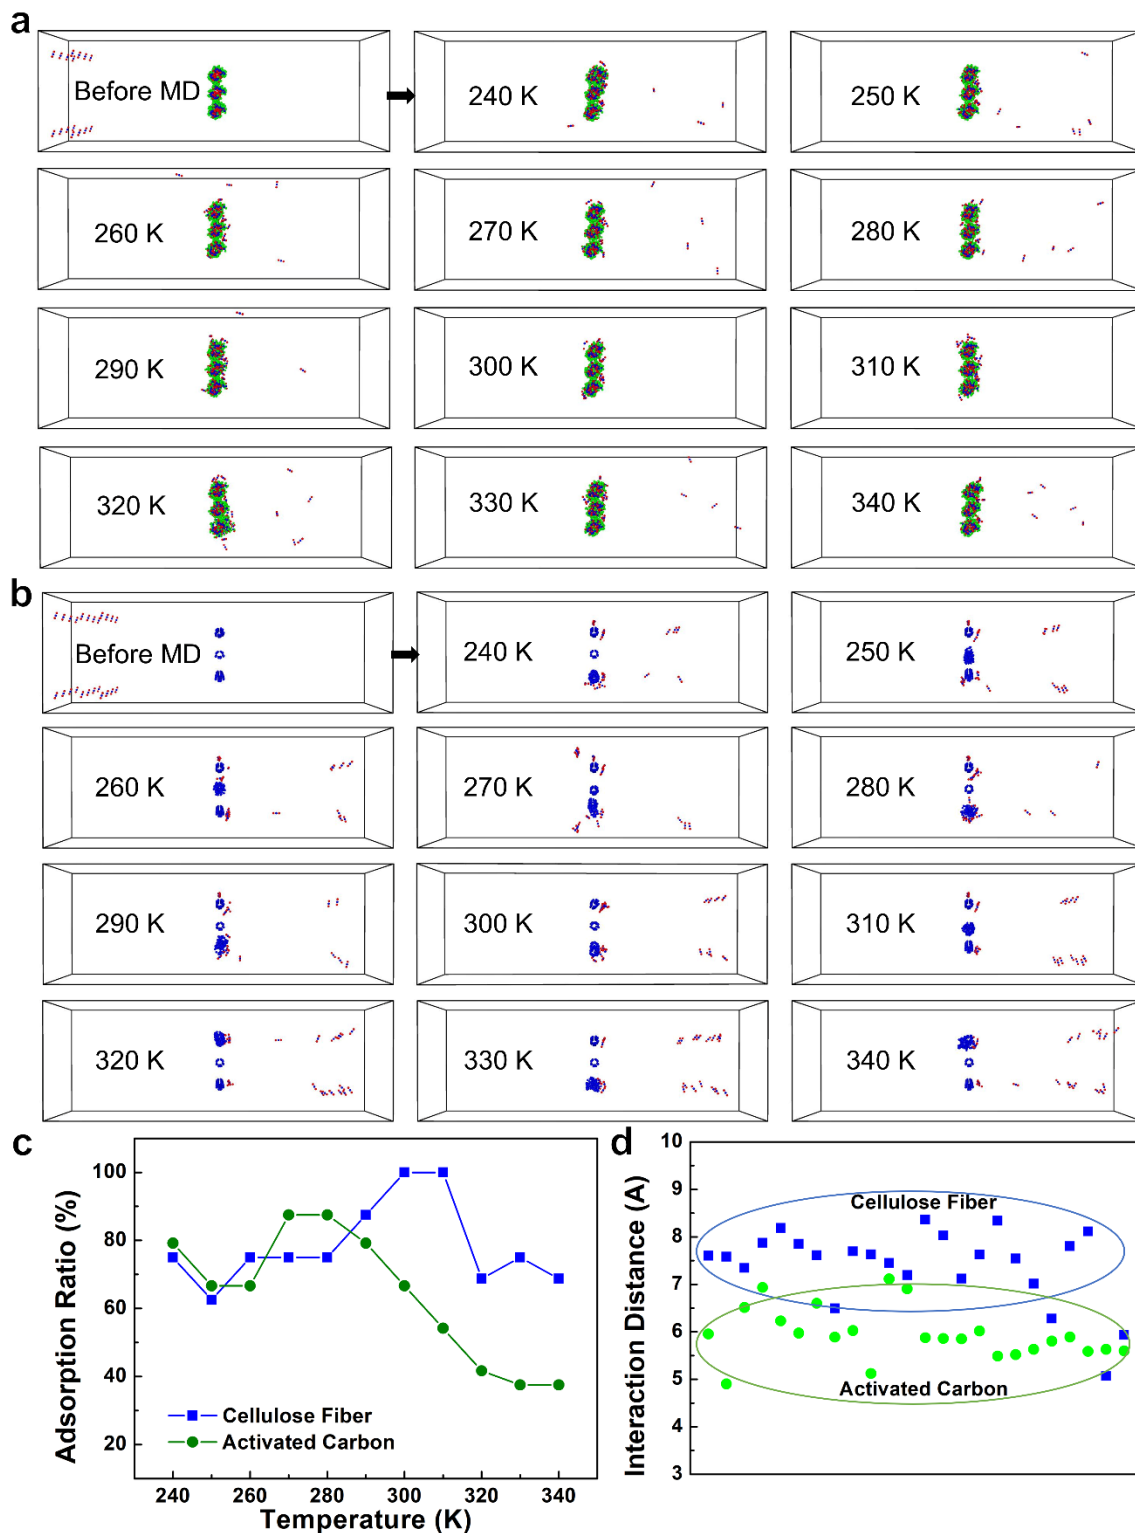 a
Before MD
240 K
250 K
260 K
270 K
280 K
290 K
300 K
310 K
320 K
330 K
340 K
b
Before MD
240 K
250 K
260 K
270 K
280 K
290 K
300 K
310 K
320 K
330 K
340 K
c
Adsorption Ratio (%)
100
80
60
40
20
Cellulose Fiber
Activated Carbon
240 260 280 300 320 340
Temperature (K)
d
Interaction Distance (A)
10
9
8
7
6
5
4
3
Cellulose Fiber
Activated Carbon